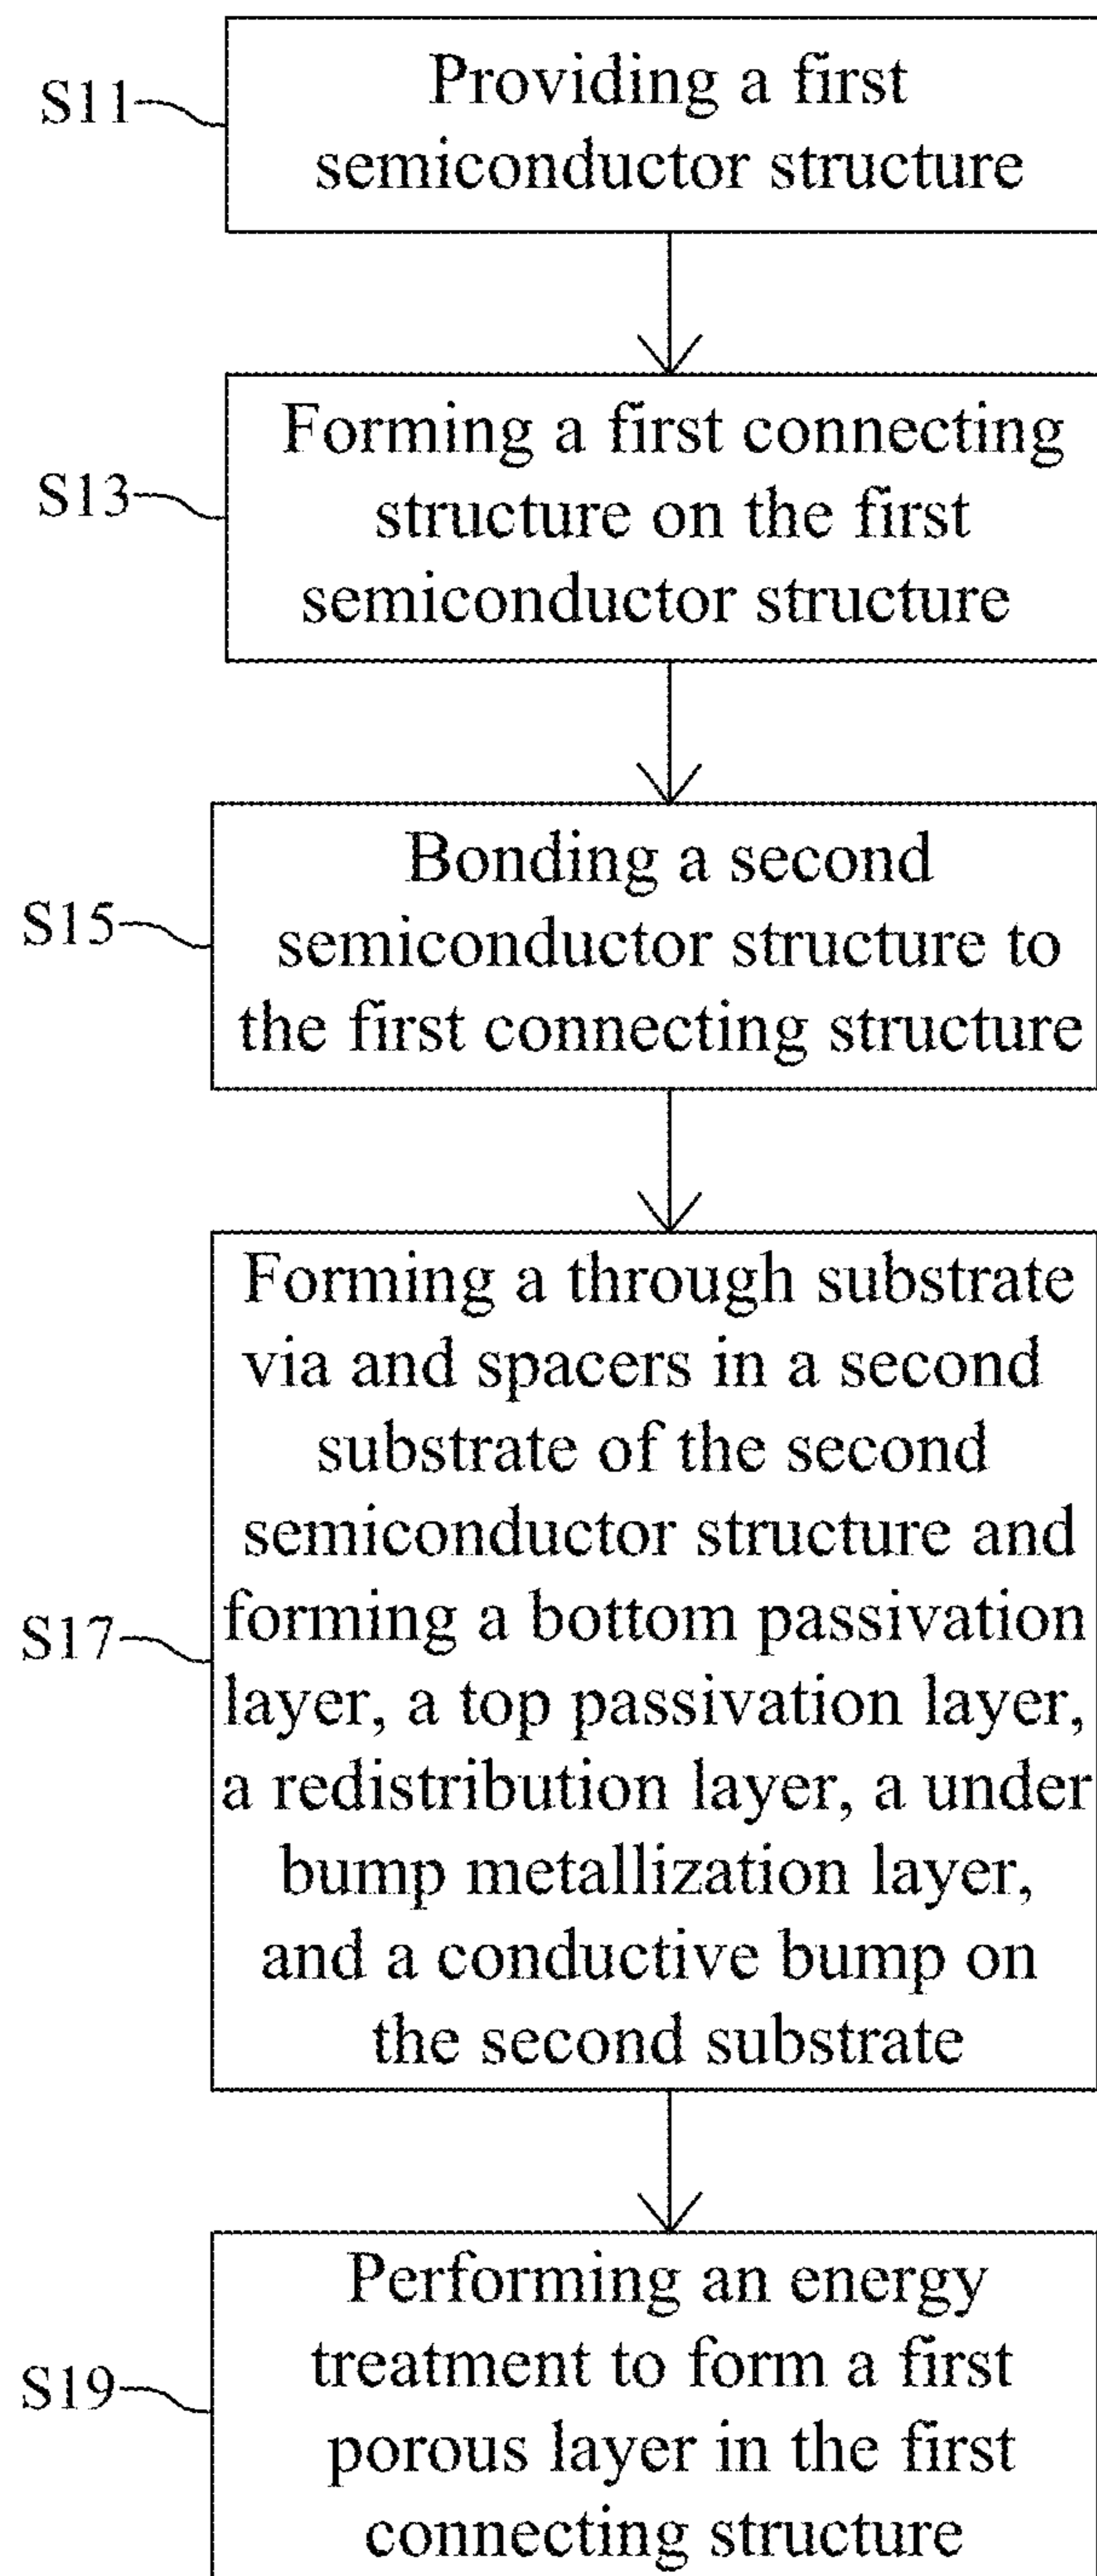 S11
Providing a first
semiconductor structure
S13
Forming a first connecting
structure on the first
semiconductor structure
S15
Bonding a second
semiconductor structure to
the first connecting structure
S17
Forming a through substrate
via and spacers in a second
substrate of the second
semiconductor structure and
forming a bottom passivation
layer, a top passivation layer,
a redistribution layer, a under
bump metallization layer,
and a conductive bump on
the second substrate
S19
Performing an energy
treatment to form a first
porous layer in the first
connecting structure